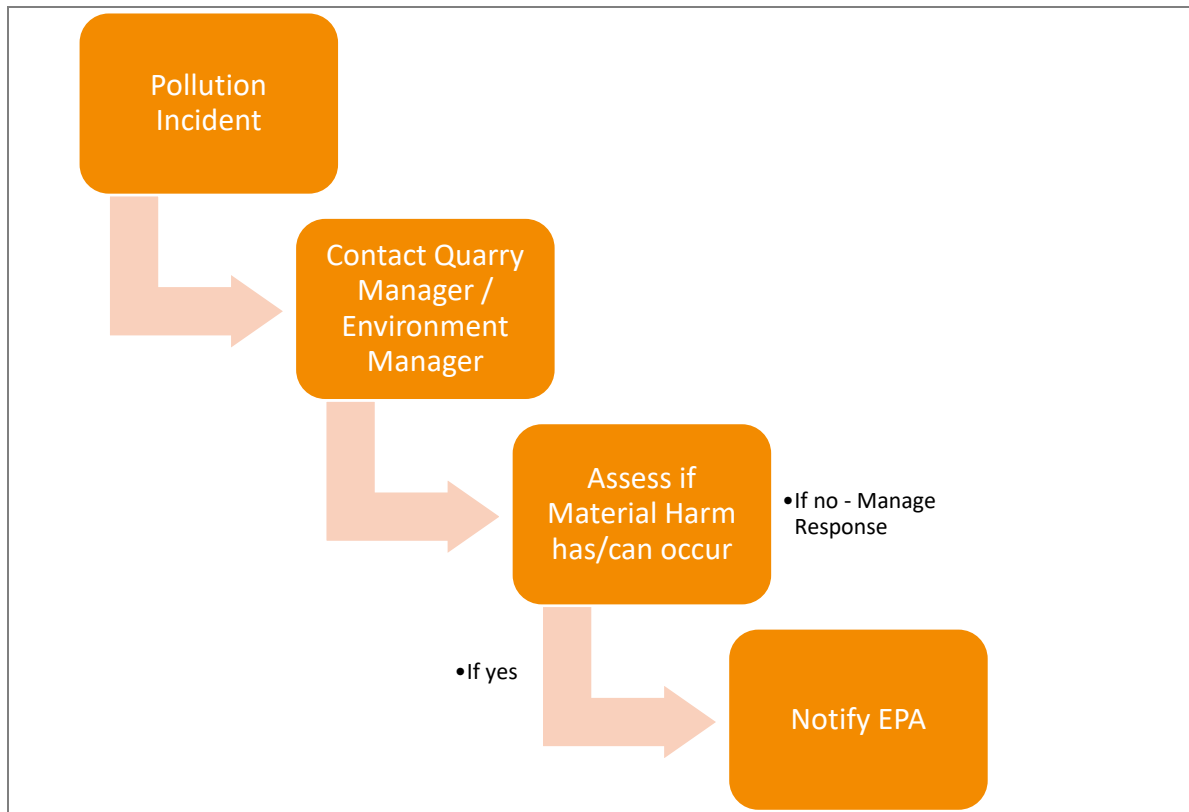 Pollution
Incident
Contact Quarry
Manager /
Environment
Manager
Assess if
Material Harm
has/can occur
•If no - Manage
Response
•If yes
Notify EPA